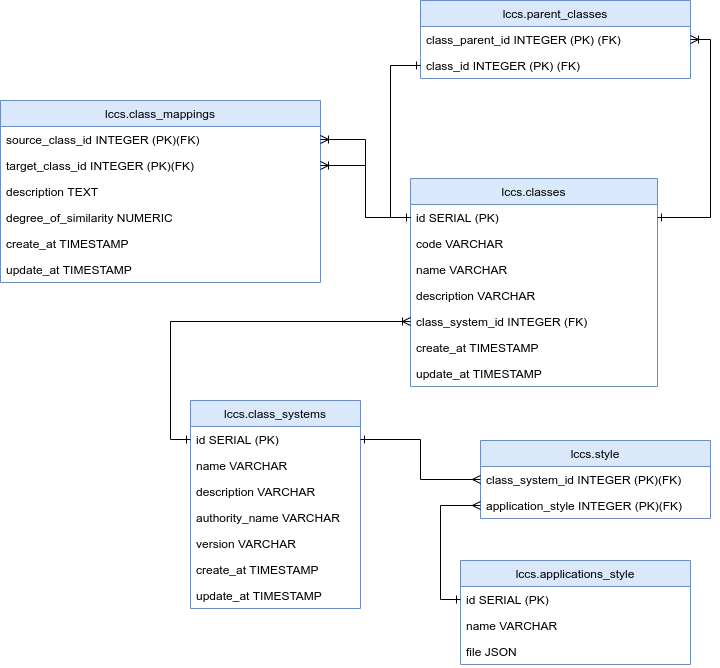 lccs.parent_classes
class_parent_id INTEGER (PK) (FK)
class_id INTEGER (PK) (FK)
lccs.class_mappings
source_class_id INTEGER (PK)(FK)
target_class_id INTEGER (PK)(FK)
description TEXT
degree_of_similarity NUMERIC
create_at TIMESTAMP
update_at TIMESTAMP
lccs.classes
id SERIAL (PK)
code VARCHAR
name VARCHAR
description VARCHAR
class_system_id INTEGER (FK)
create_at TIMESTAMP
update_at TIMESTAMP
lccs.class_systems
id SERIAL (PK)
name VARCHAR
description VARCHAR
authority_name VARCHAR
version VARCHAR
create_at TIMESTAMP
update_at TIMESTAMP
lccs.style
class_system_id INTEGER (PK)(FK)
application_style INTEGER (PK)(FK)
lccs.applications_style
id SERIAL (PK)
name VARCHAR
file JSON